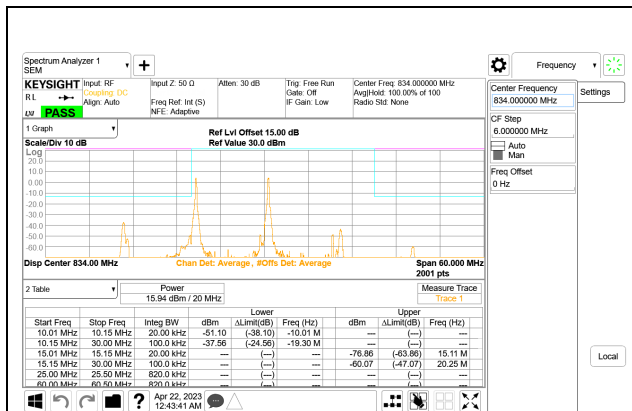 Spectrum Analyzer 1
SEM
+
Frequency
KEYSIGHT
R L
PASS
Input: RF
Coupling: DC
Align: Auto
Input Z: 50 Ω
Freq Ref: Int (S)
NFE: Adaptive
Atten: 30 dB
Trig: Free Run
Gate: Off
IF Gain: Low
Center Freq: 834.000000 MHz
Avg|Hold: 100.00% of 100
Radio Std: None
Center Frequency
834.000000 MHz
Settings
CF Step
6.000000 MHz
Auto
Man
Freq Offset
0 Hz
1 Graph
Scale/Div 10 dB
Ref Lvl Offset 15.00 dB
Ref Value 30.0 dBm
Log
20.0
10.0
0.00
-10.0
-20.0
-30.0
-40.0
-50.0
-60.0
Disp Center 834.00 MHz
Chan Det: Average , #Offs Det: Average
Span 60.000 MHz
2001 pts
2 Table
Power
15.94 dBm / 20 MHz
Measure Trace
Trace 1
Lower Upper
Start Freq Stop Freq Integ BW dBm ΔLimit(dB) Freq (Hz) dBm ΔLimit(dB) Freq (Hz)
10.01 MHz 10.15 MHz 20.00 kHz -51.10 (-38.10) -10.01 M --- (---) ---
10.15 MHz 30.00 MHz 100.0 kHz -37.56 (-24.56) -19.30 M --- (---) ---
15.01 MHz 15.15 MHz 20.00 kHz --- (---) --- -76.86 (-63.86) 15.11 M
15.15 MHz 30.00 MHz 100.0 kHz --- (---) --- -60.07 (-47.07) 20.25 M
25.00 MHz 25.50 MHz 820.0 kHz --- (---) --- --- (---) ---
60.00 MHz 60.50 MHz 820.0 kHz --- (---) --- --- (---) ---
Local
?
Apr 22, 2023
12:43:41 AM